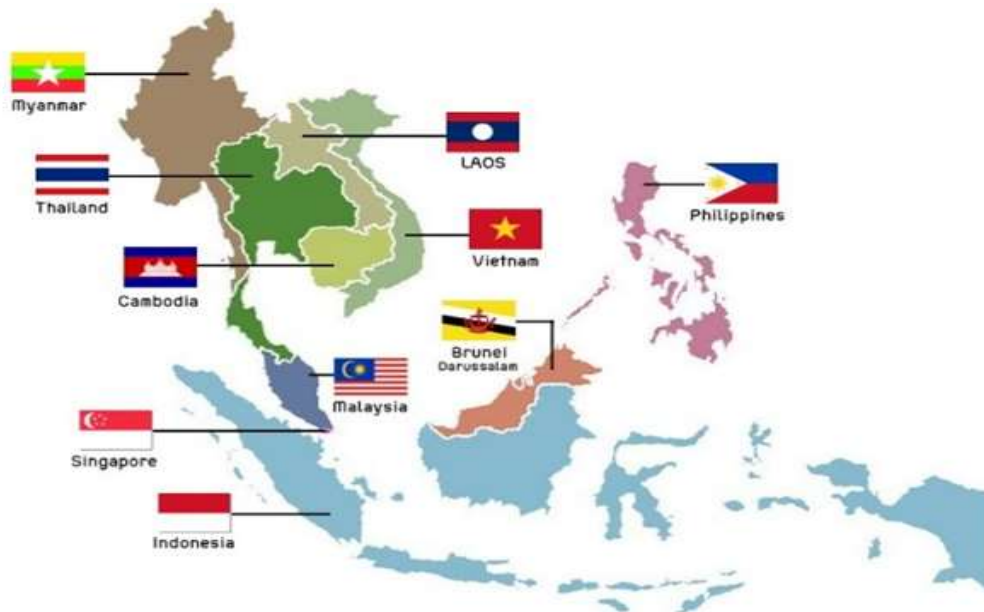 Myanmar
LAOS
Thailand
Philippines
Vietnam
Cambodia
Brunei
Darussalam
Malaysia
Singapore
Indonesia